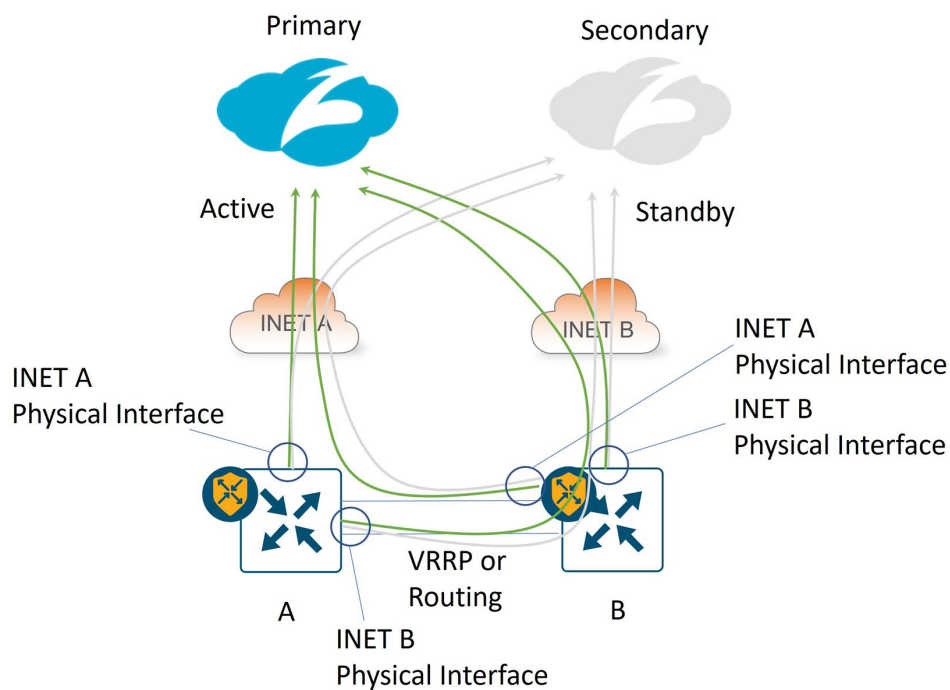 Primary
Secondary
Active
Standby
INET A
INET B
INET A
Physical Interface
INET A
Physical Interface
INET B
Physical Interface
VRRP or
Routing
A
B
INET B
Physical Interface